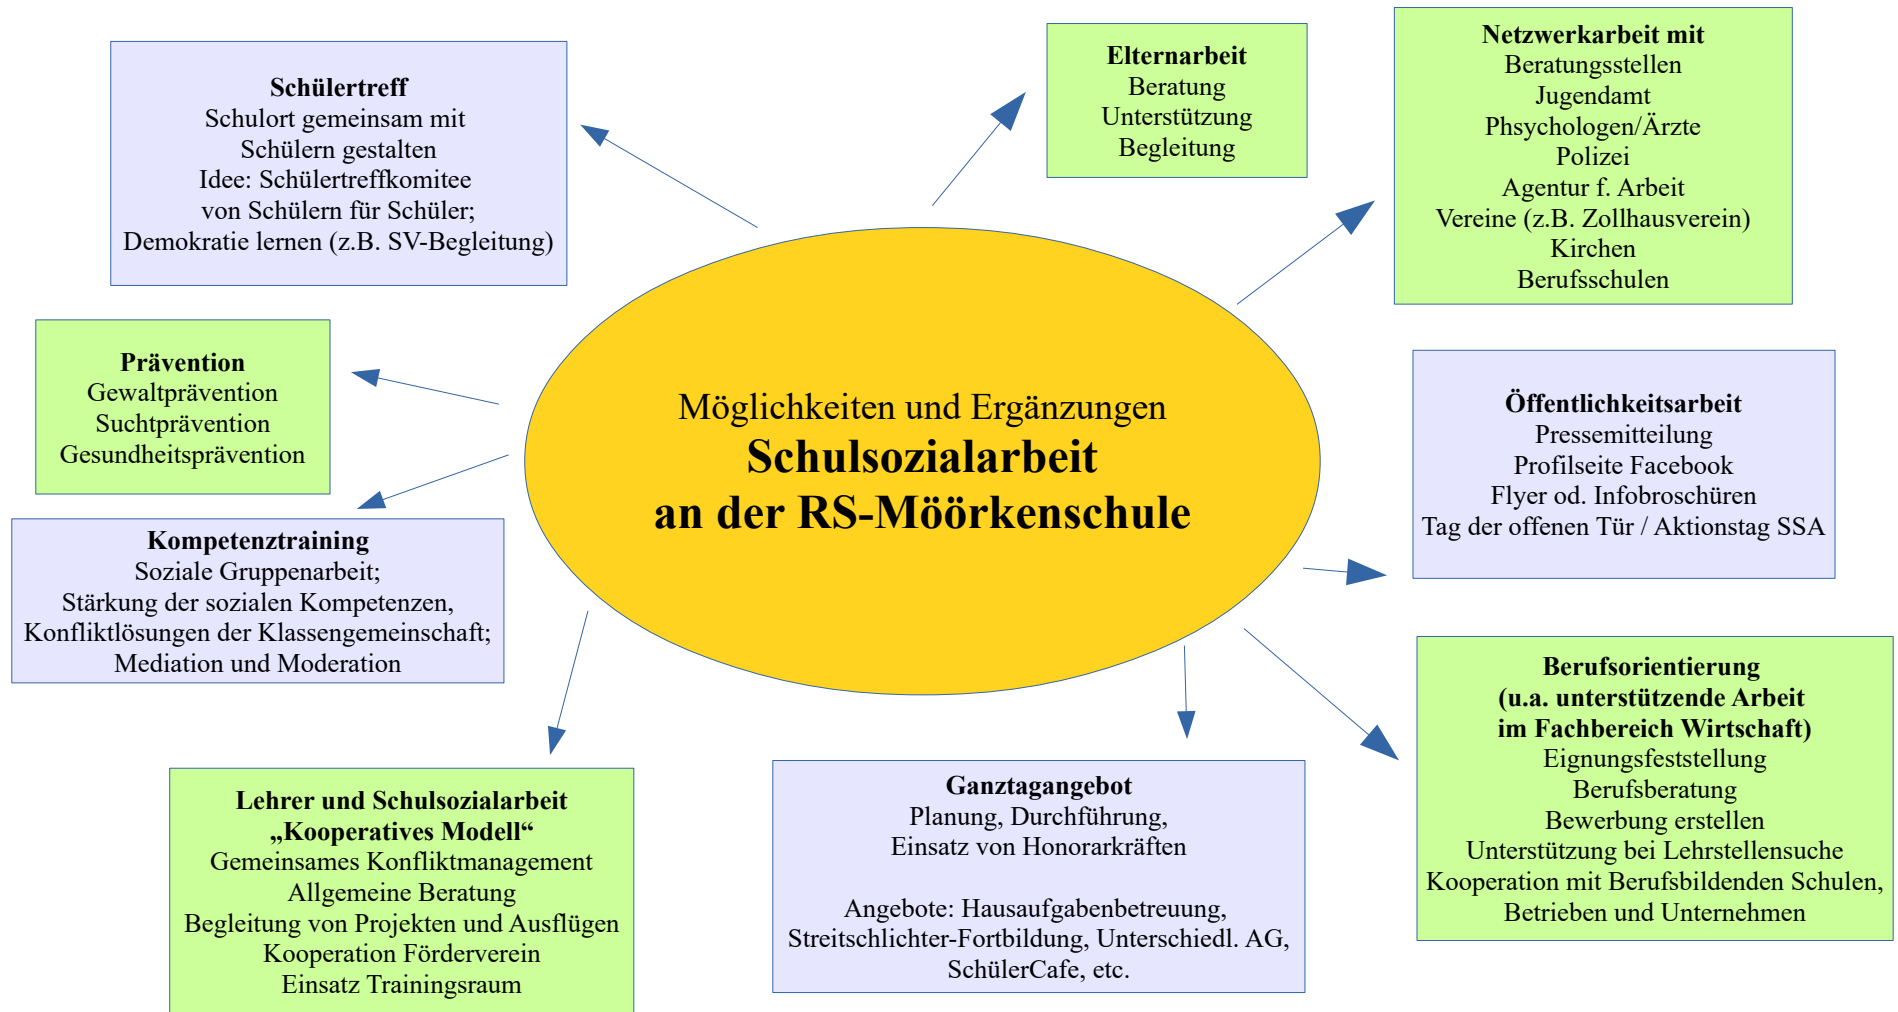 Schülertreff
Schulort gemeinsam mit
Schülern gestalten
Idee: Schülertreffkomitee
von Schülern für Schüler;
Demokratie lernen (z.B. SV-Begleitung)
Elternarbeit
Beratung
Unterstützung
Begleitung
Netzwerkarbeit mit
Beratungsstellen
Jugendamt
Phsychologen/Ärzte
Polizei
Agentur f. Arbeit
Vereine (z.B. Zollhausverein)
Kirchen
Berufsschulen
Prävention
Gewaltprävention
Suchtprävention
Gesundheitsprävention
Möglichkeiten und Ergänzungen
Schulsozialarbeit
an der RS-Möörkenschule
Öffentlichkeitsarbeit
Pressemitteilung
Profilseite Facebook
Flyer od. Infobroschüren
Tag der offenen Tür / Aktionstag SSA
Kompetenztraining
Soziale Gruppenarbeit;
Stärkung der sozialen Kompetenzen,
Konfliktlösungen der Klassengemeinschaft;
Mediation und Moderation
Berufsorientierung
(u.a. unterstützende Arbeit
im Fachbereich Wirtschaft)
Eignungsfeststellung
Berufsberatung
Bewerbung erstellen
Unterstützung bei Lehrstellensuche
Kooperation mit Berufsbildenden Schulen,
Betrieben und Unternehmen
Lehrer und Schulsozialarbeit
„Kooperatives Modell“
Gemeinsames Konfliktmanagement
Allgemeine Beratung
Begleitung von Projekten und Ausflügen
Kooperation Förderverein
Einsatz Trainingsraum
Ganztagangebot
Planung, Durchführung,
Einsatz von Honorarkräften
Angebote: Hausaufgabenbetreuung,
Streitschlichter-Fortbildung, Unterschiedl. AG,
SchülerCafe, etc.